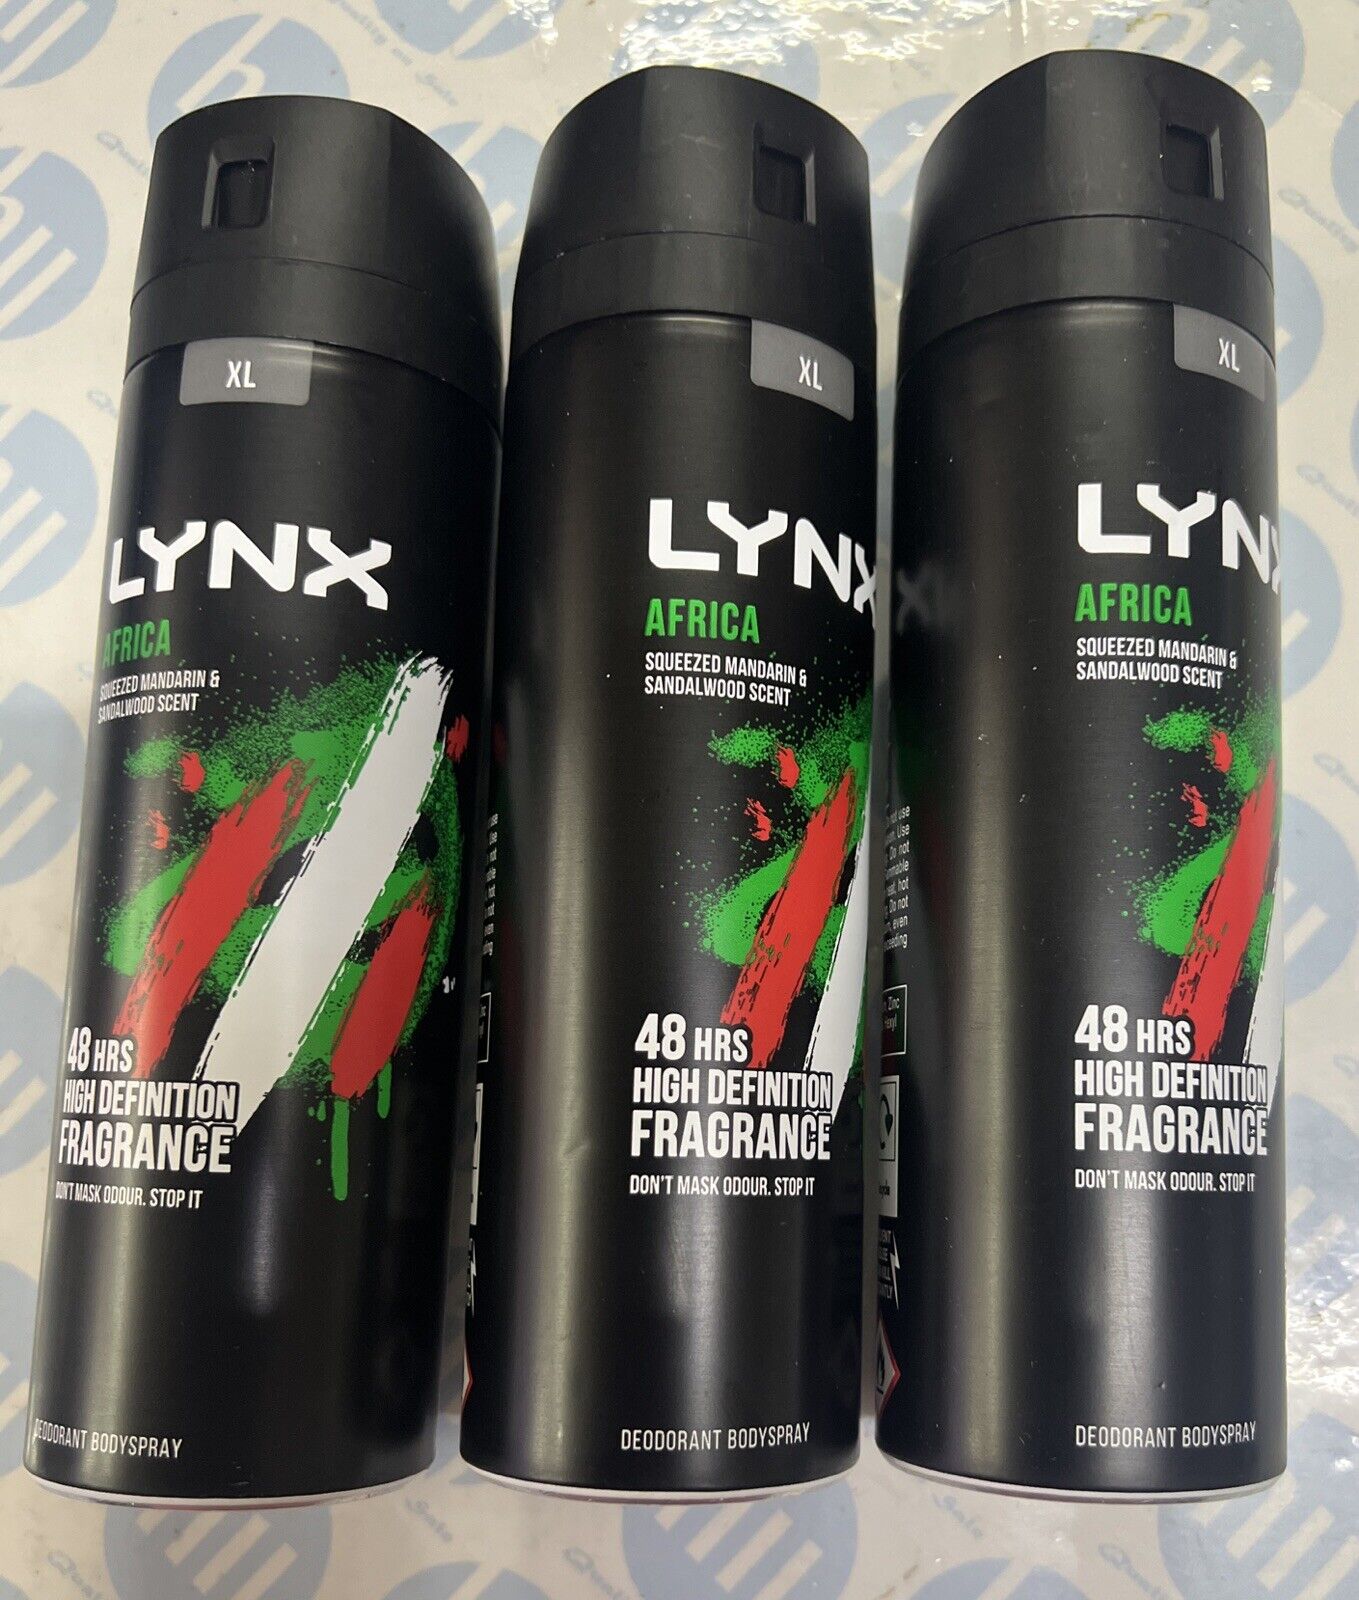 XL
LYNX
AFRICA
SQUEEZED MANDARIN &
SANDALWOOD SCENT
48 HRS
HIGH DEFINITION
FRAGRANCE
DON'T MASK ODOUR. STOP IT
DEODORANT BODYSPRAY
XL
LYNX
AFRICA
SQUEEZED MANDARIN &
SANDALWOOD SCENT
48 HRS
HIGH DEFINITION
FRAGRANCE
DON'T MASK ODOUR. STOP IT
DEODORANT BODYSPRAY
XL
LYNX
AFRICA
SQUEEZED MANDARIN &
SANDALWOOD SCENT
48 HRS
HIGH DEFINITION
FRAGRANCE
DON'T MASK ODOUR. STOP IT
DEODORANT BODYSPRAY